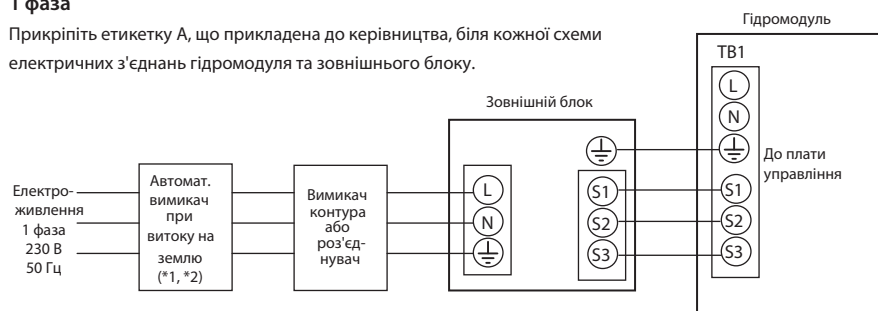 1 фаза
Прикріпіть етикетку А, що прикладена до керівництва, біля кожної схеми
електричних з'єднань гідромодуля та зовнішнього блоку.
Гідромодуль
TB1
L
N
До плати
управління
S1
S2
S3
Зовнішній блок
L
N
S1
S2
S3
Електро-
живлення
1 фаза
230 В
50 Гц
Автомат.
вимикач
при
витоку на
землю
(*1, *2)
Вимикач
контура
або
роз'єд-
нувач